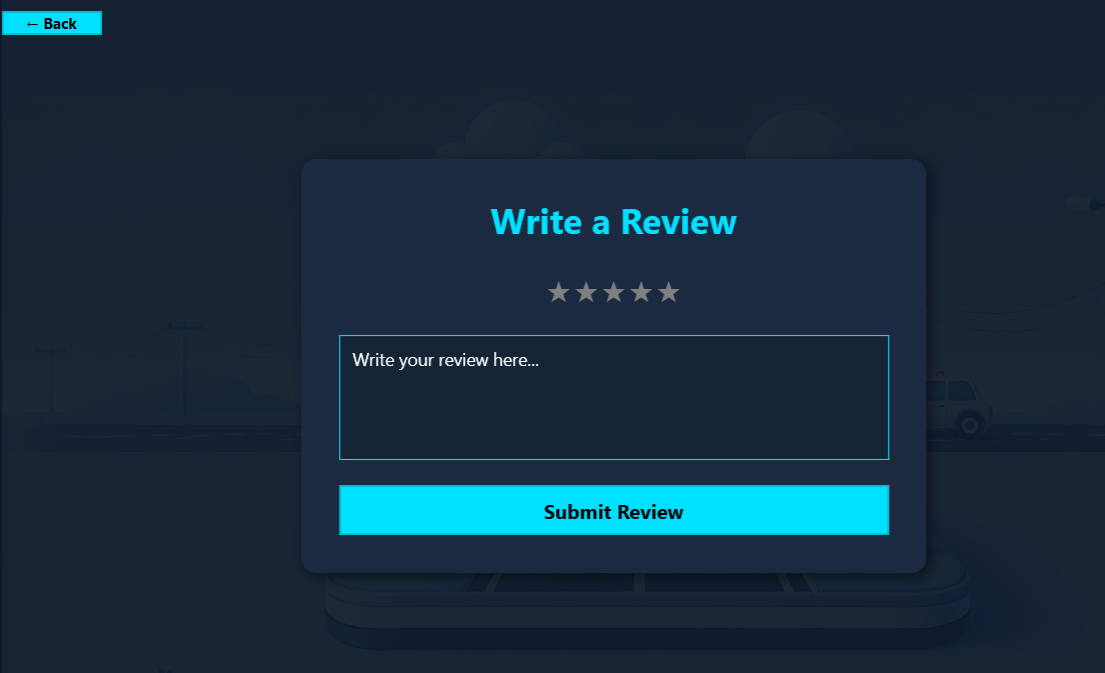 ← Back
Write a Review
★★★★★
Write your review here...
Submit Review